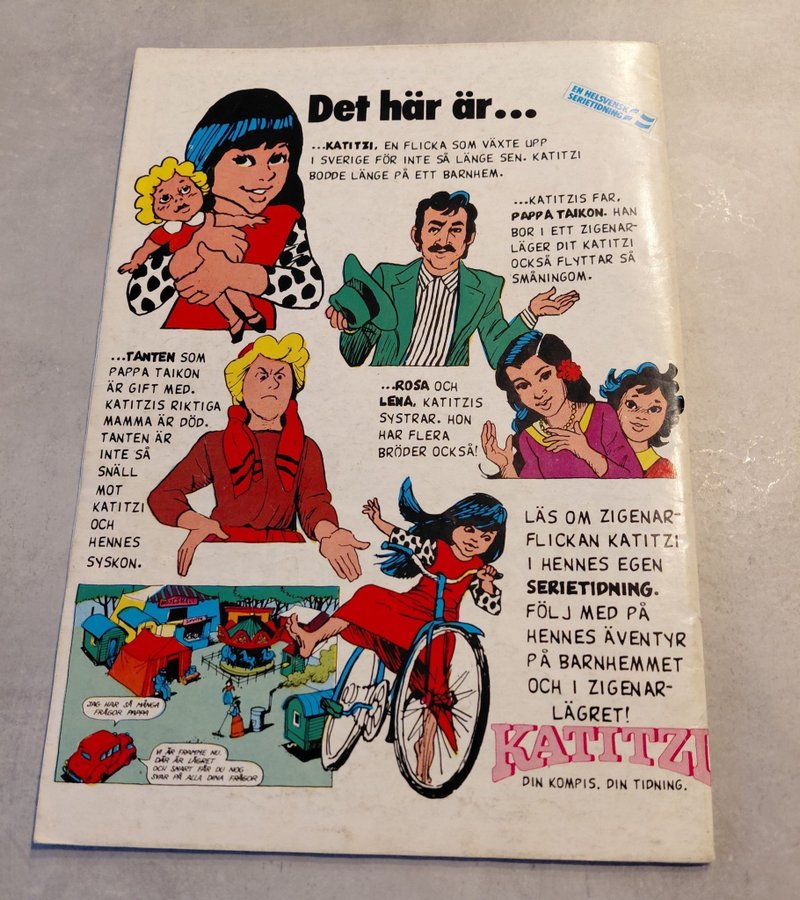 Det här är...
EN HELSVENSK
SERIETIDNING
...KATITZI, EN FLICKA SOM VÄXTE UPP
I SVERIGE FÖR INTE SÅ LÄNGE SEN. KATITZI
BODDE LÄNGE PÅ ETT BARNHEM.
...KATITZIS FAR,
PAPPA TAIKON. HAN
BOR I ETT ZIGENAR-
LÄGER DIT KATITZI
OCKSÅ FLYTTAR SÅ
SMÅNINGOM.
...TANTEN SOM
PAPPA TAIKON
ÄR GIFT MED.
KATITZIS RIKTIGA
MAMMA ÄR DÖD.
TANTEN ÄR
INTE SÅ
SNÄLL
MOT
KATITZI
OCH
HENNES
SYSKON.
...ROSA OCH
LENA, KATITZIS
SYSTRAR. HON
HAR FLERA
BRÖDER OCKSÅ!
LÄS OM ZIGENAR-
FLICKAN KATITZI
I HENNES EGEN
SERIETIDNING.
FÖLJ MED PÅ
HENNES ÄVENTYR
PÅ BARNHEMMET
OCH I ZIGENAR-
LÄGRET!
KATITZI
DIN KOMPIS. DIN TIDNING.
JAG HAR SÅ MÅNGA
FRÅGOR PAPPA
VI ÄR FRAMME NU.
DÄR ÄR LÄGRET
OCH SNART FÅR DU NOG
SVAR PÅ ALLA DINA FRÅGOR